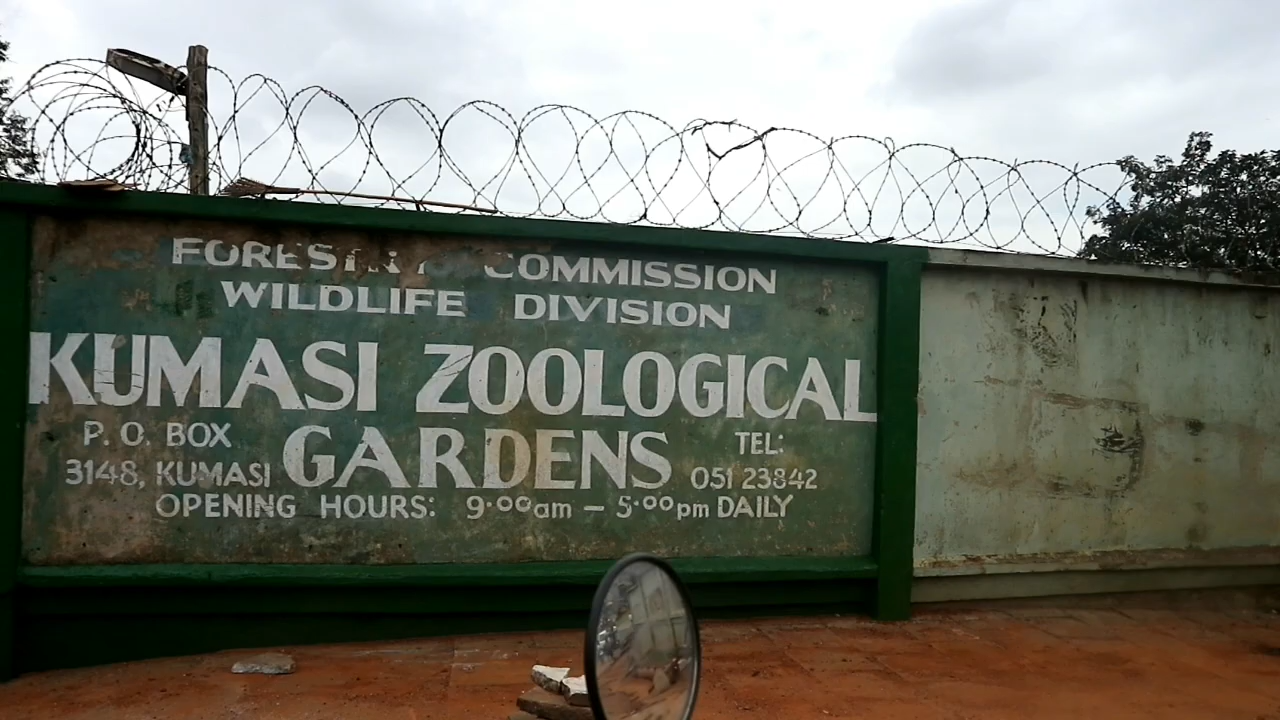 FORESTRY COMMISSION
WILDLIFE DIVISION
KUMASI ZOOLOGICAL
GARDENS
P. O. BOX
3148, KUMASI
TEL:
051 23842
OPENING HOURS: 9.00am - 5.00pm DAILY